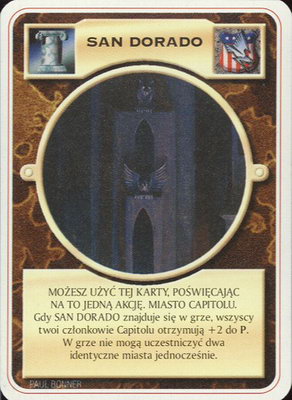 SAN DORADO
MOŻESZ UŻYĆ TEJ KARTY, POŚWIĘCAJĄC
NA TO JEDNĄ AKCJĘ. MIASTO CAPITOLU.
Gdy SAN DORADO znajduje się w grze, wszyscy
twoi członkowie Capitolu otrzymują +2 do P.
W grze nie mogą uczestniczyć dwa
identyczne miasta jednocześnie.
PAUL BONNER